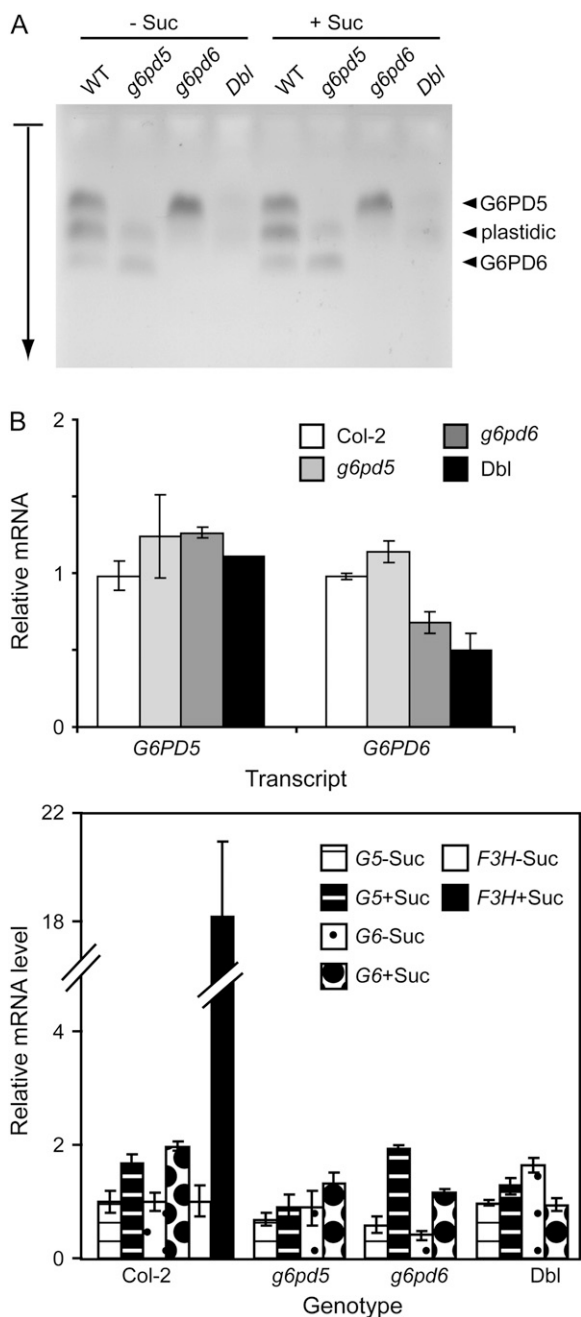 A
- Suc + Suc
WT g6pd5 g6pd6 Dbl WT g6pd5 g6pd6 Dbl
G6PD5
plastidic
G6PD6
B
Relative mRNA
2
1
0
Col-2
g6pd5
g6pd6
Dbl
G6PD5 G6PD6
Transcript
Relative mRNA level
22
18
4
2
0
G5-Suc
G5+Suc
G6-Suc
G6+Suc
F3H-Suc
F3H+Suc
Col-2 g6pd5 g6pd6 Dbl
Genotype